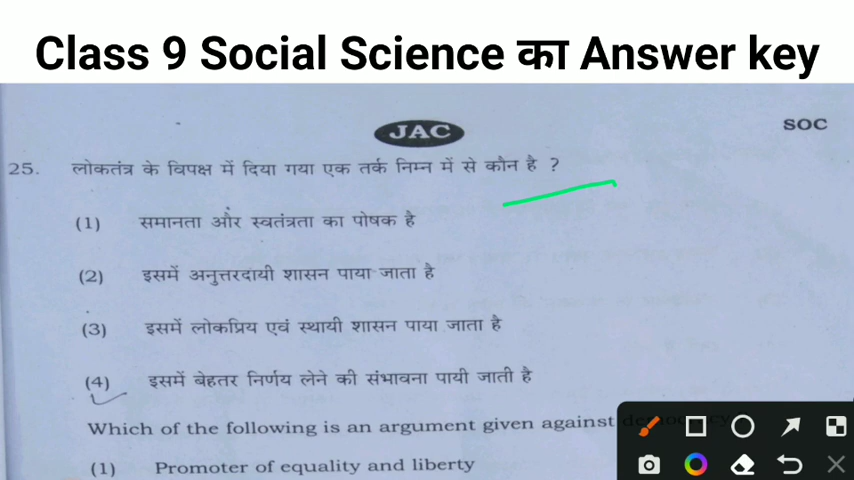 Class 9 Social Science का Answer key
JAC
SOC
25. लोकतंत्र के विपक्ष में दिया गया एक तर्क निम्न में से कौन है ?
(1) समानता और स्वतंत्रता का पोषक है
(2) इसमें अनुत्तरदायी शासन पाया जाता है
(3) इसमें लोकप्रिय एवं स्थायी शासन पाया जाता है
(4) इसमें बेहतर निर्णय लेने की संभावना पायी जाती है
Which of the following is an argument given against democracy
(1) Promoter of equality and liberty